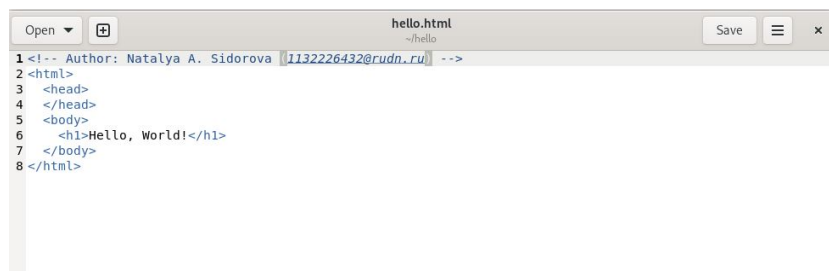 Open
hello.html
~/hello
Save
1 <!-- Author: Natalya A. Sidorova (1132226432@rudn.ru) -->
2 <html>
3   <head>
4   </head>
5   <body>
6     <h1>Hello, World!</h1>
7   </body>
8 </html>